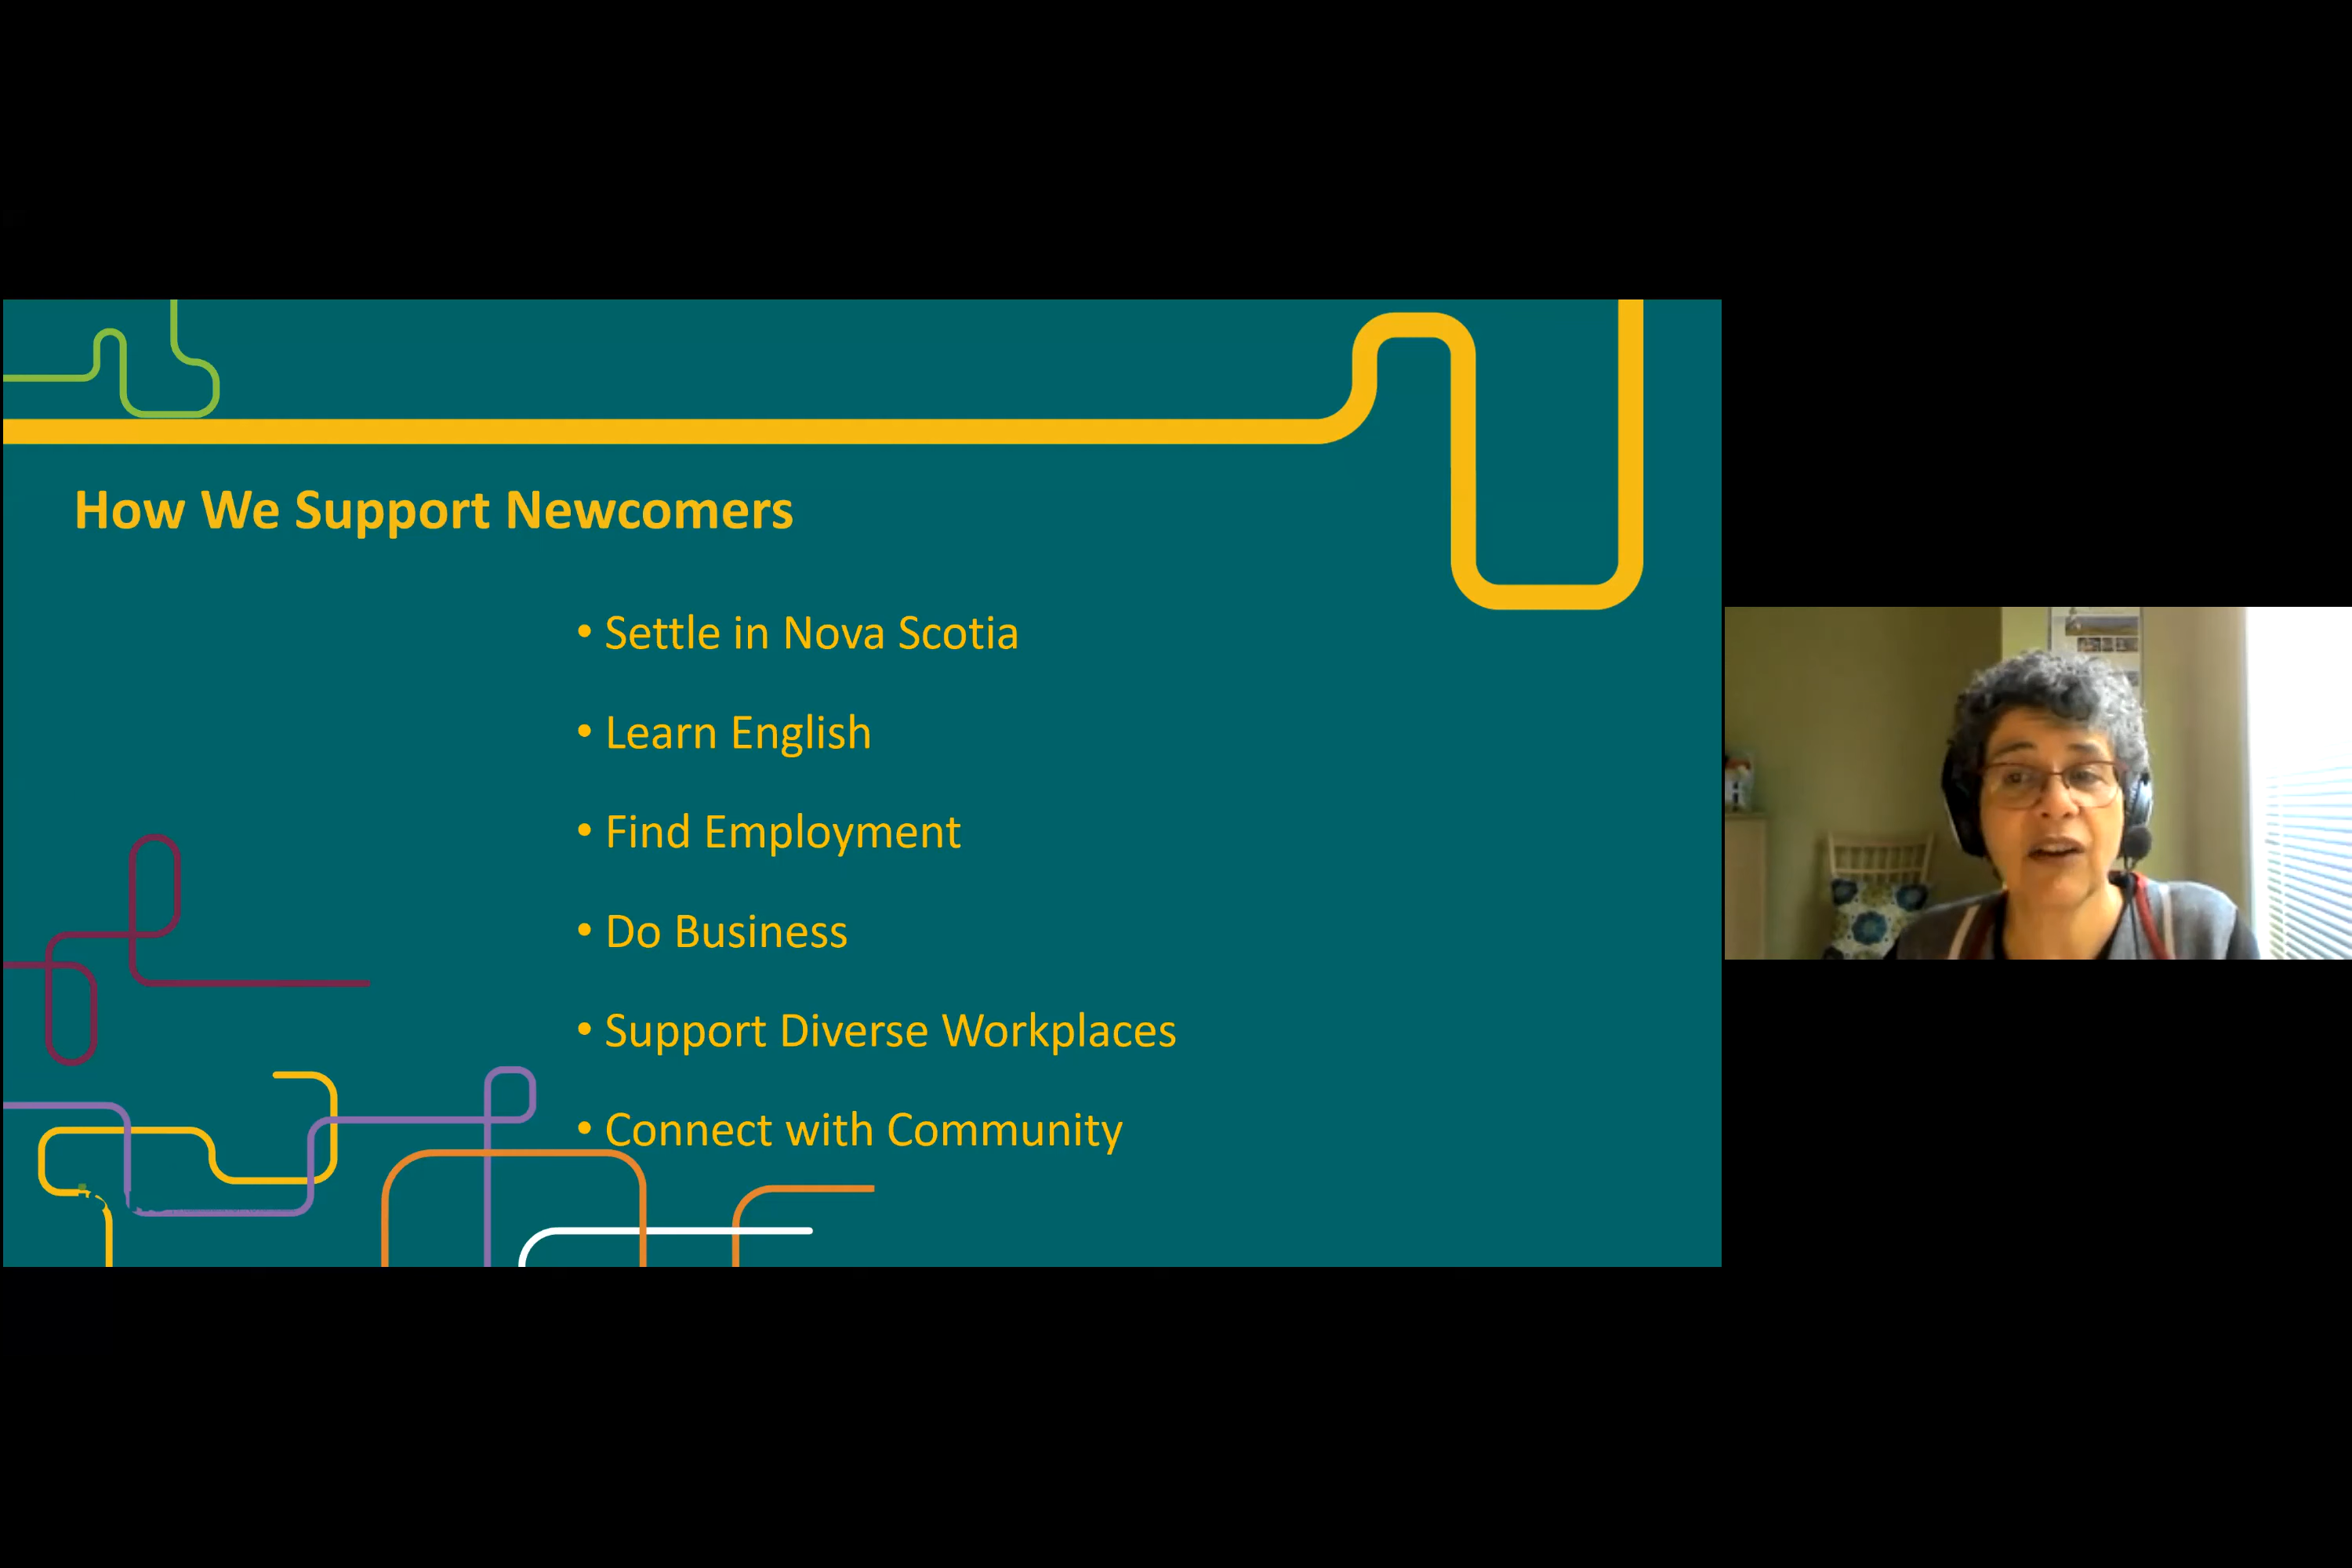 How We Support Newcomers
• Settle in Nova Scotia
• Learn English
• Find Employment
• Do Business
• Support Diverse Workplaces
• Connect with Community